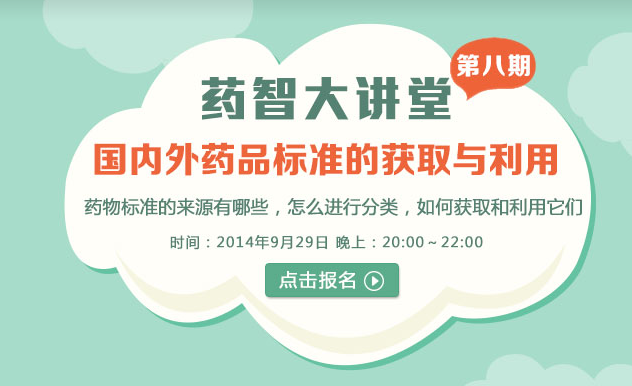 药智大讲堂
第八期
国内外药品标准的获取与利用
药物标准的来源有哪些，怎么进行分类，如何获取和利用它们
时间：2014年9月29日 晚上：20:00～22:00
点击报名